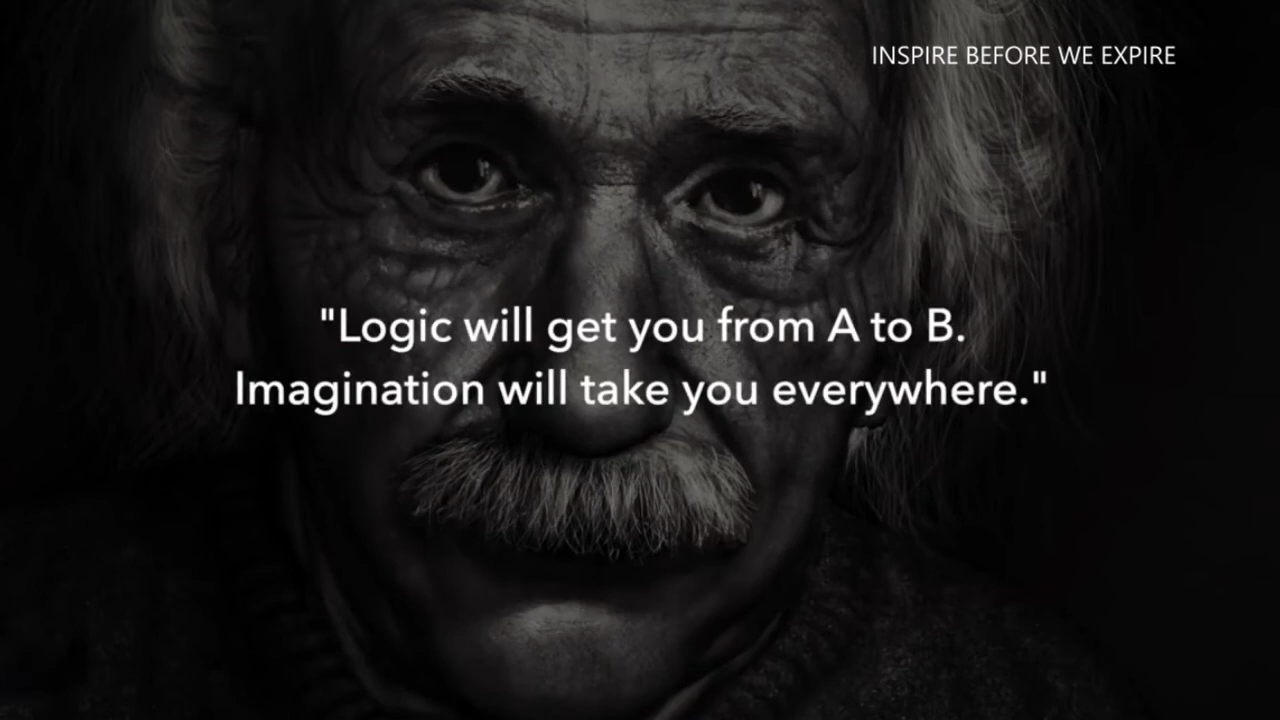 INSPIRE BEFORE WE EXPIRE
"Logic will get you from A to B.
Imagination will take you everywhere."